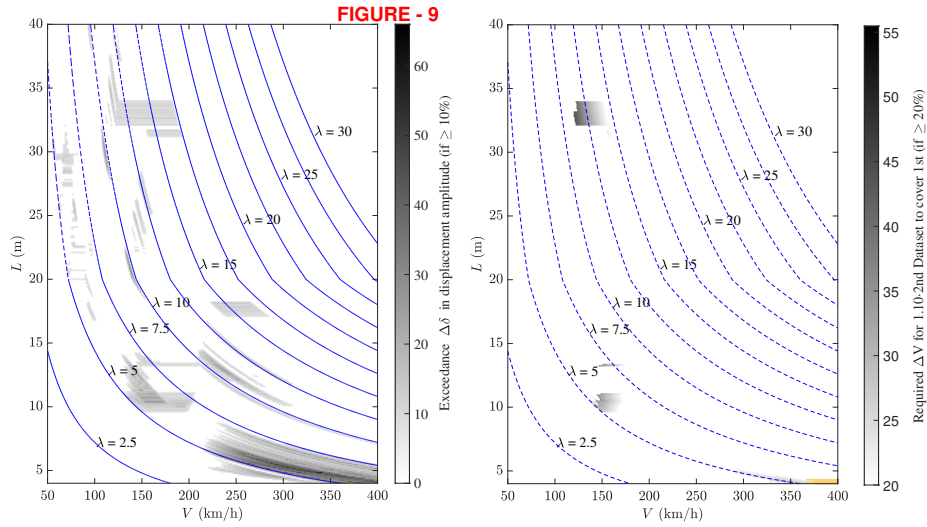 FIGURE - 9
40
35
30
25
20
15
10
5
L (m)
50 100 150 200 250 300 350 400
V (km/h)
λ = 30
λ = 25
λ = 20
λ = 15
λ = 10
λ = 7.5
λ = 5
λ = 2.5
60
50
40
30
20
10
0
Exceedance Δδ in displacement amplitude (if ≥ 10%)
40
35
30
25
20
15
10
5
L (m)
50 100 150 200 250 300 350 400
V (km/h)
λ = 30
λ = 25
λ = 20
λ = 15
λ = 10
λ = 7.5
λ = 5
λ = 2.5
55
50
45
40
35
30
25
20
Required ΔV for 1.10·2nd Dataset to cover 1st (if ≥ 20%)